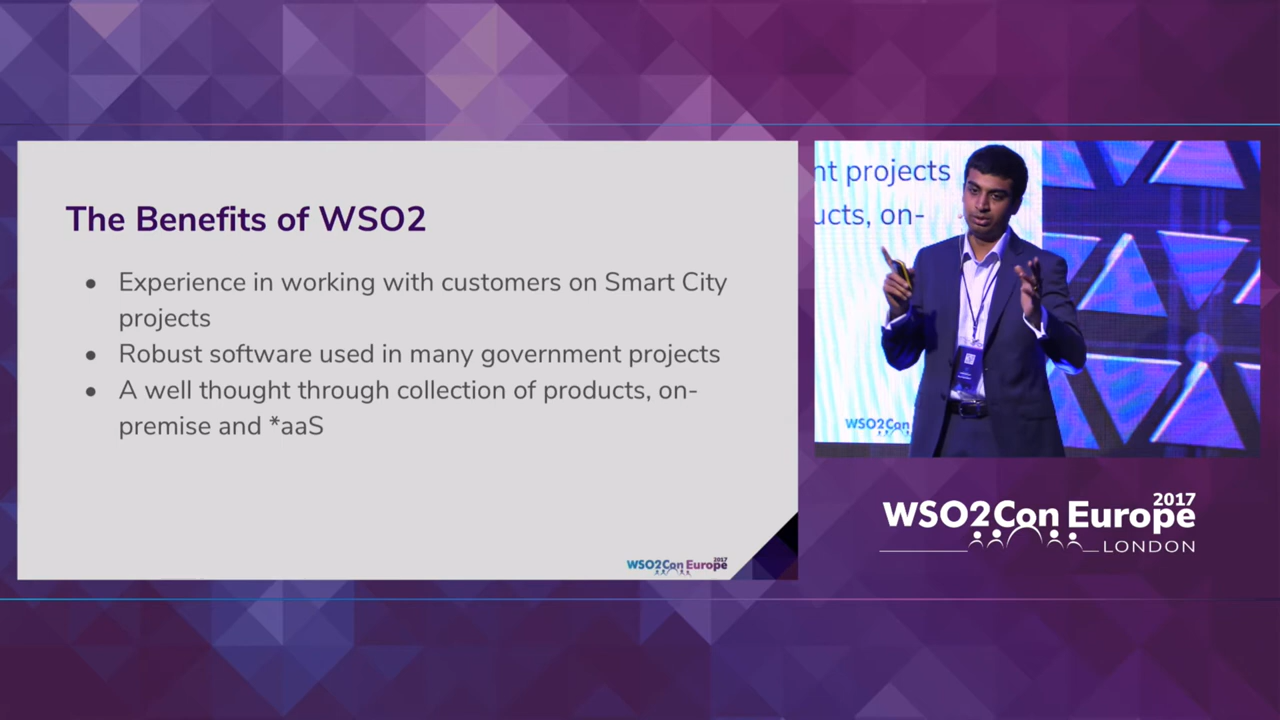 The Benefits of WSO2
● Experience in working with customers on Smart City
projects
● Robust software used in many government projects
● A well thought through collection of products, on-
premise and *aaS
WSO2Con Europe 2017
nt projects
ucts, on-
WSO2Con
WSO2Con Europe 2017
LONDON